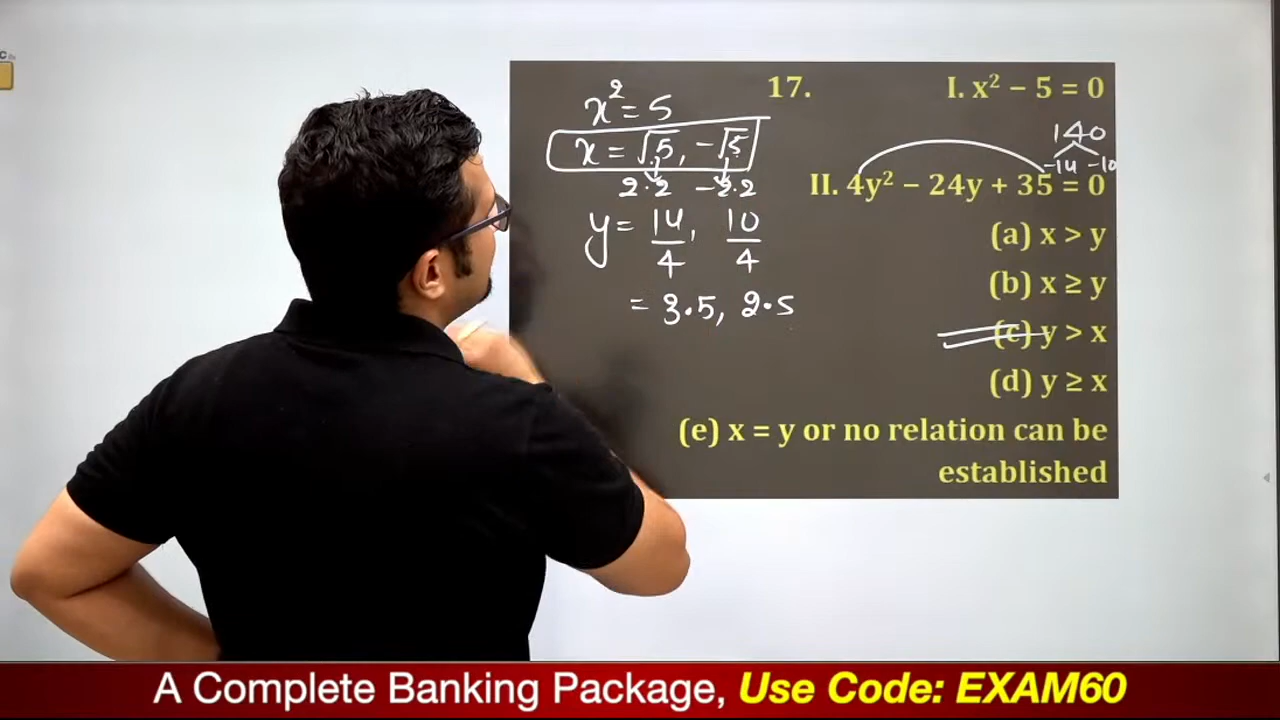 17. I. x² − 5 = 0
x² = 5
140
x = √5, −√5
−14 −10
2.2 −2.2
II. 4y² − 24y + 35 = 0
y = 14/4, 10/4
(a) x > y
(b) x ≥ y
= 3.5, 2.5
(c) y > x
(d) y ≥ x
(e) x = y or no relation can be
established
A Complete Banking Package, Use Code: EXAM60